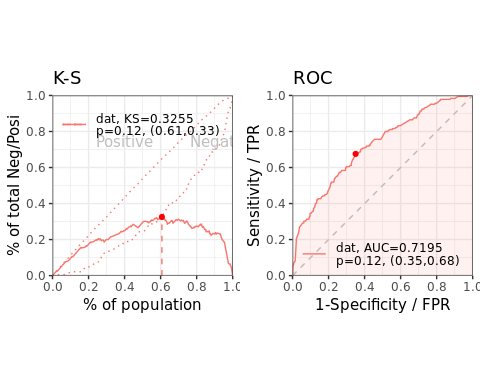 K-S
% of total Neg/Posi
1.0
0.8
0.6
0.4
0.2
0.0
dat, KS=0.3255
p=0.12, (0.61,0.33)
Positive
Negat
0.0 0.2 0.4 0.6 0.8 1.0
% of population
ROC
Sensitivity / TPR
1.0
0.8
0.6
0.4
0.2
0.0
dat, AUC=0.7195
p=0.12, (0.35,0.68)
0.0 0.2 0.4 0.6 0.8 1.0
1-Specificity / FPR